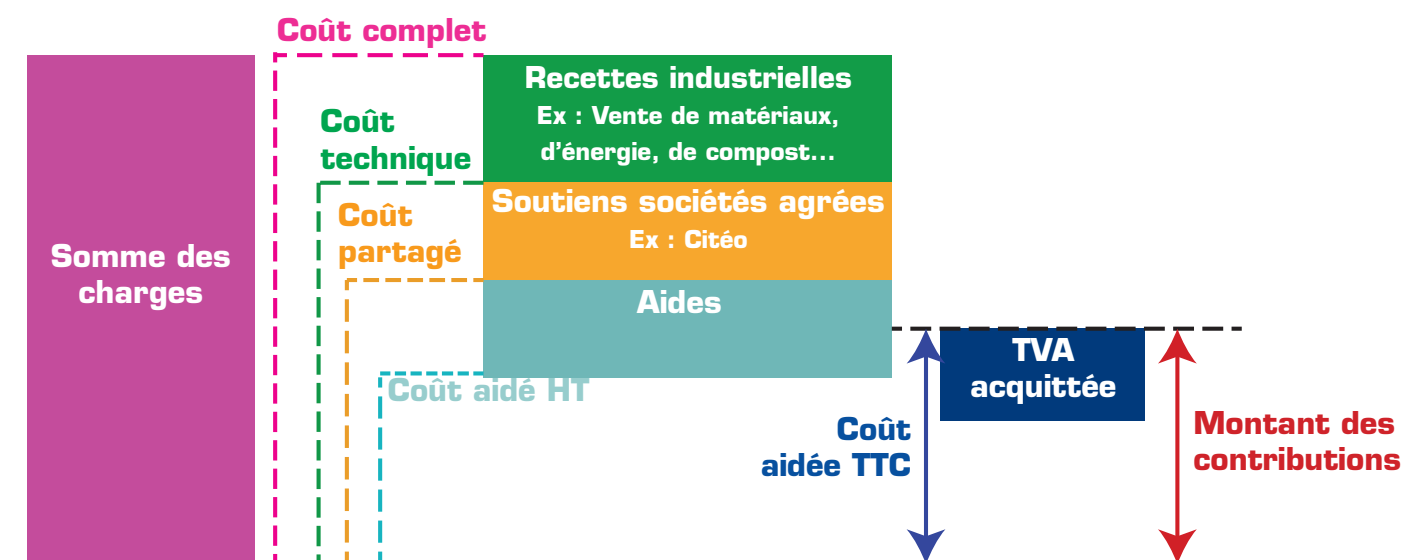 Coût complet
Somme des
charges
Coût
technique
Coût
partagé
Coût aidé HT
Recettes industrielles
Ex : Vente de matériaux,
d'énergie, de compost...
Soutiens sociétés agrées
Ex : Citéo
Aides
TVA
acquittée
Coût
aidée TTC
Montant des
contributions